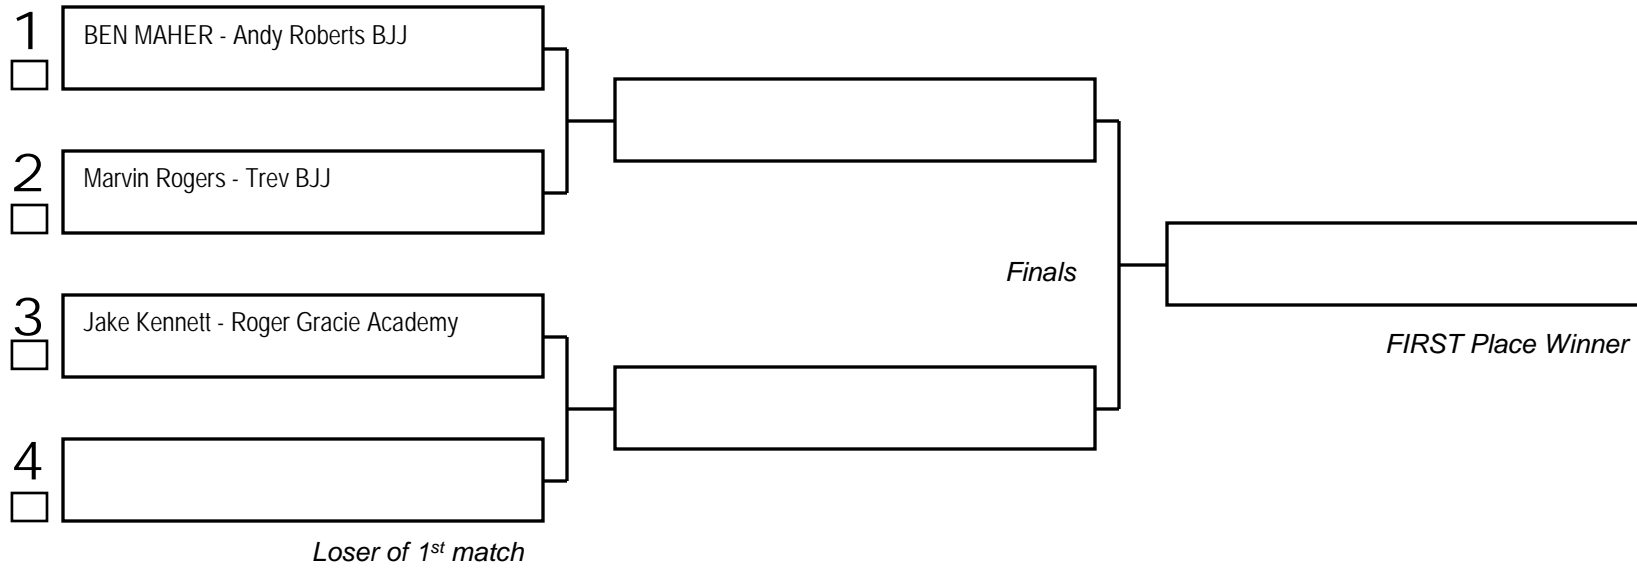 1
BEN MAHER - Andy Roberts BJJ
2
Marvin Rogers - Trev BJJ
Finals
3
Jake Kennett - Roger Gracie Academy
FIRST Place Winner
4
Loser of 1st match